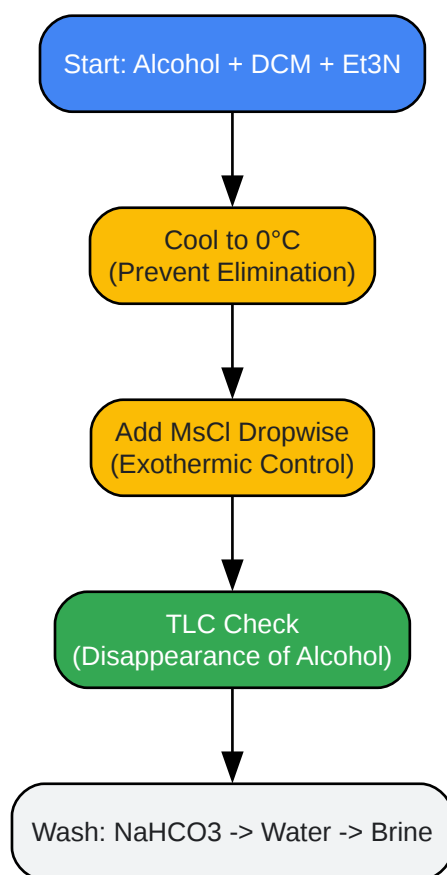 Start: Alcohol + DCM + Et3N
Cool to 0°C
(Prevent Elimination)
Add MsCl Dropwise
(Exothermic Control)
TLC Check
(Disappearance of Alcohol)
Wash: NaHCO3 -> Water -> Brine